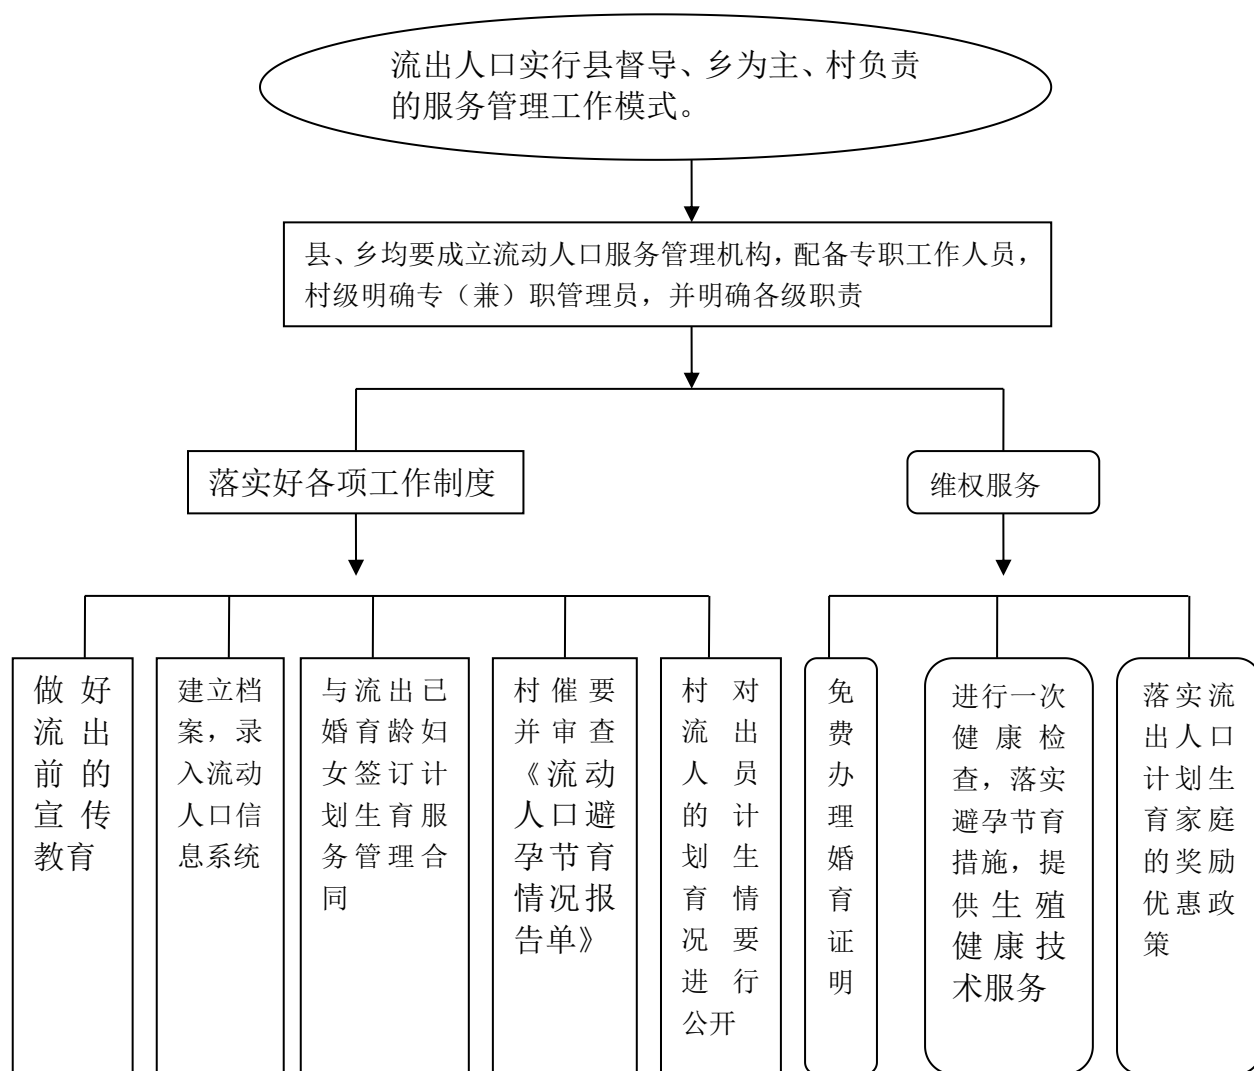 流出人口实行县督导、乡为主、村负责
的服务管理工作模式。
县、乡均要成立流动人口服务管理机构，配备专职工作人员，
村级明确专（兼）职管理员，并明确各级职责
落实好各项工作制度
维权服务
做好
流出
前的
宣传
教育
建立档
案，录
入流动
人口信
息系统
与流出已
婚育龄妇
女签订计
划生育服
务管理合
同
村催要
并审查
《流动
人口避
孕节育
情况报
告单》
村对
流出
人员
的计
划生
育情
况要
进行
公开
免
费
办
理
婚
育
证
明
进行一次
健康检
查，落实
避孕节育
措施，提
供生殖
健康技
术服务
落实流
出人口
计划生
育家庭
的奖励
优惠政
策